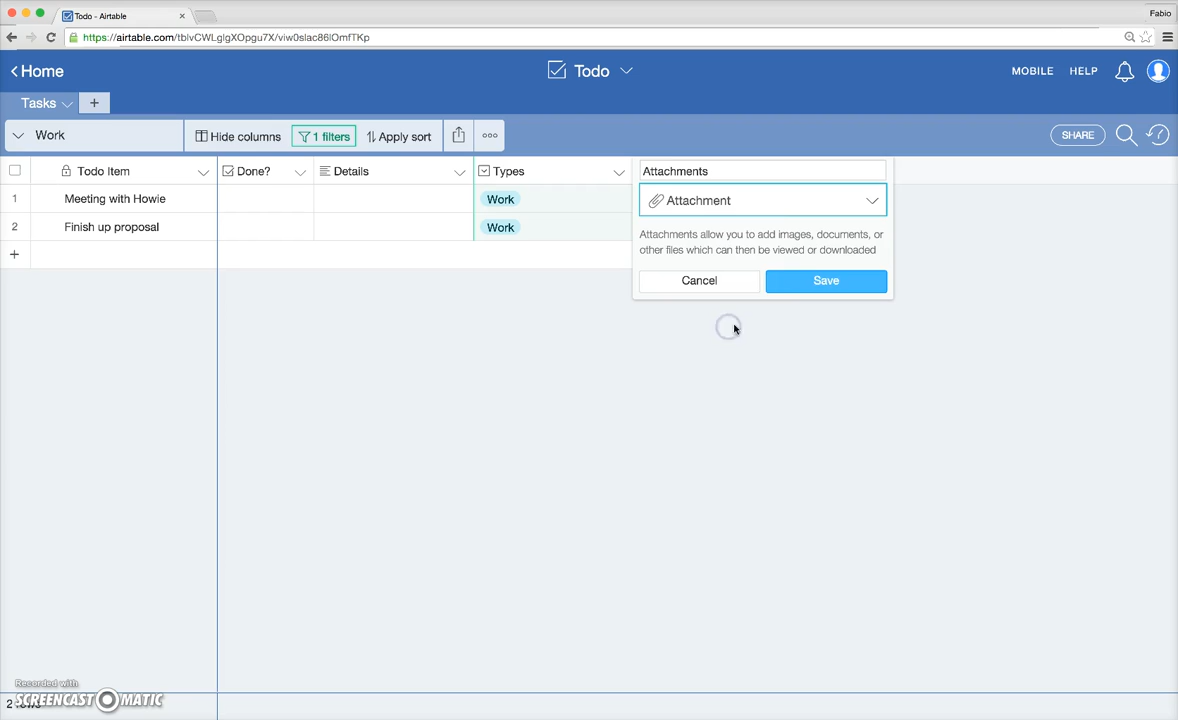 Todo - Airtable
Fabio
https://airtable.com/tblvCWLglgXOpgu7X/viw0slac86lOmfTKp
Home
Todo
MOBILE
HELP
Tasks
Work
Hide columns
1 filters
Apply sort
SHARE
Todo Item
Done?
Details
Types
Attachments
1
Meeting with Howie
Work
Attachment
2
Finish up proposal
Work
Attachments allow you to add images, documents, or
other files which can then be viewed or downloaded
Cancel
Save
Recorded with
SCREENCAST-O-MATIC
2 rows